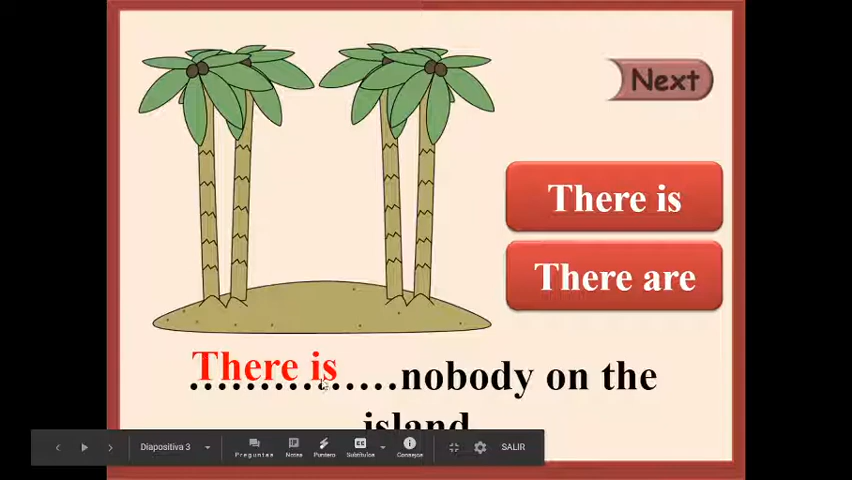 Next
There is
There are
There is
...............nobody on the
island
Diapositiva 3
Preguntas
Notas
Puntero
Subtítulos
Consejos
SALIR